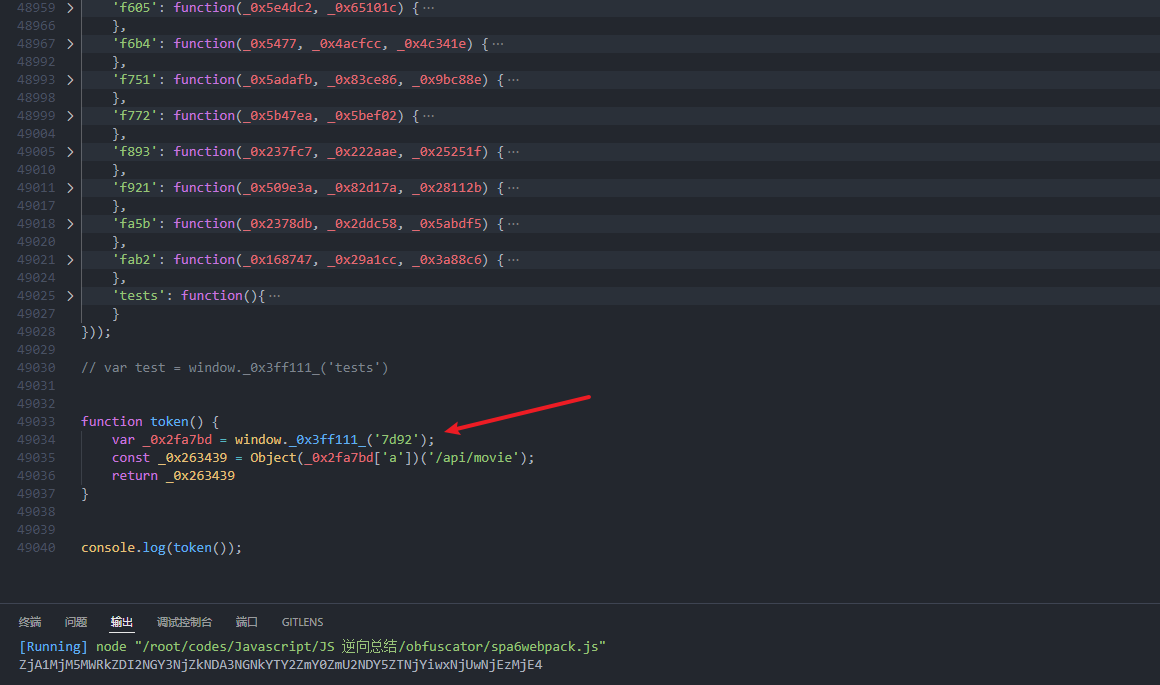 48959 > 'f605': function(_0x5e4dc2, _0x65101c) {…
48966 },
48967 > 'f6b4': function(_0x5477, _0x4acfcc, _0x4c341e) {…
48992 },
48993 > 'f751': function(_0x5adafb, _0x83ce86, _0x9bc88e) {…
48998 },
48999 > 'f772': function(_0x5b47ea, _0x5bef02) {…
49004 },
49005 > 'f893': function(_0x237fc7, _0x222aae, _0x25251f) {…
49010 },
49011 > 'f921': function(_0x509e3a, _0x82d17a, _0x28112b) {…
49017 },
49018 > 'fa5b': function(_0x2378db, _0x2ddc58, _0x5abdf5) {…
49020 },
49021 > 'fab2': function(_0x168747, _0x29a1cc, _0x3a88c6) {…
49024 },
49025 > 'tests': function(){…
49027 }
49028 }));
49029
49030 // var test = window._0x3ff111_('tests')
49031
49032
49033 function token() {
49034 var _0x2fa7bd = window._0x3ff111_('7d92');
49035 const _0x263439 = Object(_0x2fa7bd['a'])('/api/movie');
49036 return _0x263439
49037 }
49038
49039
49040 console.log(token());
终端 问题 输出 调试控制台 端口 GITLENS
[Running] node "/root/codes/Javascript/JS 逆向总结/obfuscator/spa6webpack.js"
ZjA1MjM5MWRkZDI2NGY3NjZkNDA3NGNkYTY2ZmY0ZmU2NDY5ZTNjYiwxNjUwNjEzMjE4